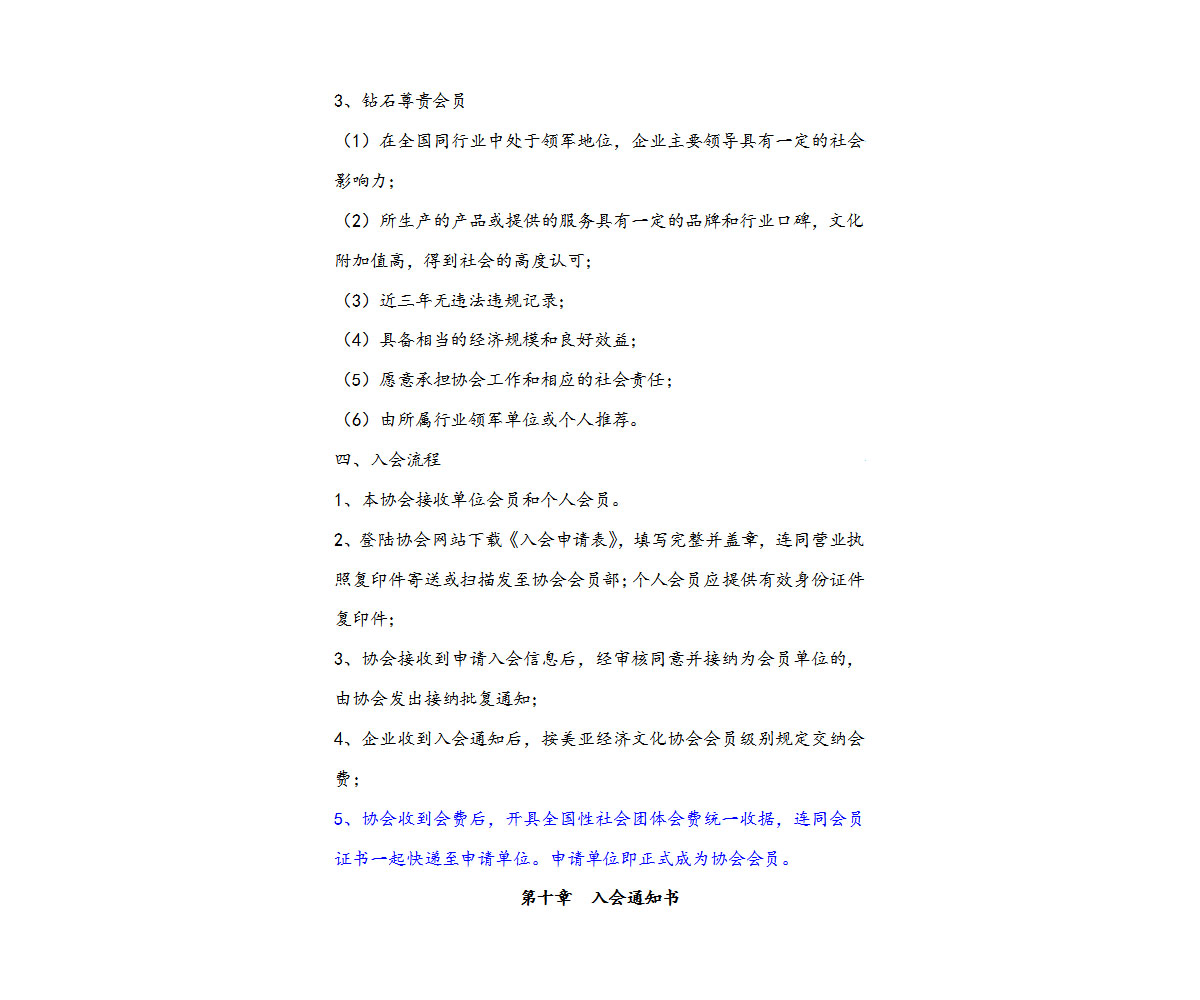 3、钻石尊贵会员
（1）在全国同行业中处于领军地位，企业主要领导具有一定的社会
影响力；
（2）所生产的产品或提供的服务具有一定的品牌和行业口碑，文化
附加值高，得到社会的高度认可；
（3）近三年无违法违规记录；
（4）具备相当的经济规模和良好效益；
（5）愿意承担协会工作和相应的社会责任；
（6）由所属行业领军单位或个人推荐。
四、入会流程
1、本协会接收单位会员和个人会员。
2、登陆协会网站下载《入会申请表》，填写完整并盖章，连同营业执
照复印件寄送或扫描发至协会会员部；个人会员应提供有效身份证件
复印件；
3、协会接收到申请入会信息后，经审核同意并接纳为会员单位的，
由协会发出接纳批复通知；
4、企业收到入会通知后，按美亚经济文化协会会员级别规定交纳会
费；
5、协会收到会费后，开具全国性社会团体会费统一收据，连同会员
证书一起快递至申请单位。申请单位即正式成为协会会员。
第十章　入会通知书